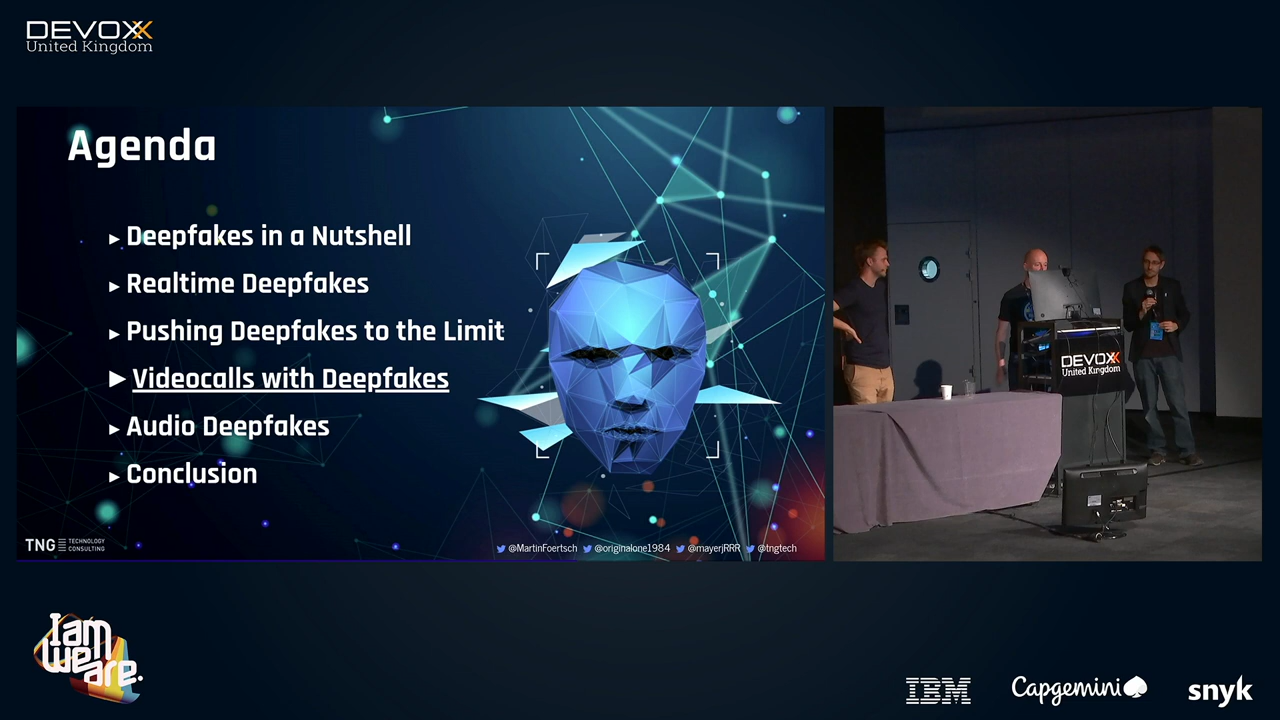 DEVOXX
United Kingdom
Agenda
▸ Deepfakes in a Nutshell
▸ Realtime Deepfakes
▸ Pushing Deepfakes to the Limit
▸ Videocalls with Deepfakes
▸ Audio Deepfakes
▸ Conclusion
TNG TECHNOLOGY
CONSULTING
@MartinFoertsch @originalone1984 @mayerjRRR @tngtech
DEVOXX
United Kingdom
I am
we
are.
IBM Capgemini snyk